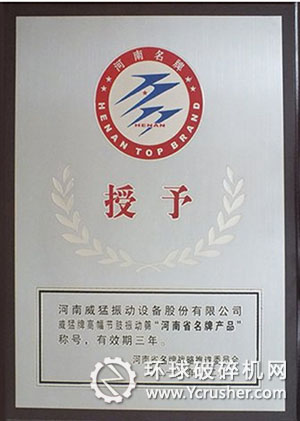 河南名牌
HENAN
HENAN TOP BRAND
授予
河南威猛振动设备股份有限公司
威猛牌高幅节肢振动筛“河南省名牌产品”
称号，有效期三年。
河南省名牌战略推进委员会
环球破碎机网
www.Ycrusher.com